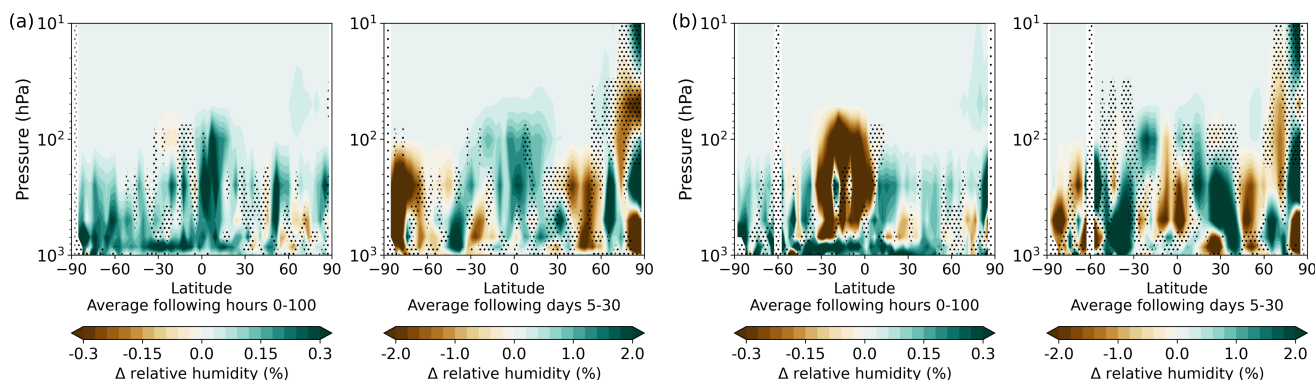 (a)
10¹
10²
10³
Pressure (hPa)
−90 −60 −30 0 30 60 90
Latitude
Average following hours 0-100
-0.3 -0.15 0.0 0.15 0.3
Δ relative humidity (%)
10¹
10²
10³
−90 −60 −30 0 30 60 90
Latitude
Average following days 5-30
-2.0 -1.0 0.0 1.0 2.0
Δ relative humidity (%)
(b)
10¹
10²
10³
Pressure (hPa)
−90 −60 −30 0 30 60 90
Latitude
Average following hours 0-100
-0.3 -0.15 0.0 0.15 0.3
Δ relative humidity (%)
10¹
10²
10³
−90 −60 −30 0 30 60 90
Latitude
Average following days 5-30
-2.0 -1.0 0.0 1.0 2.0
Δ relative humidity (%)